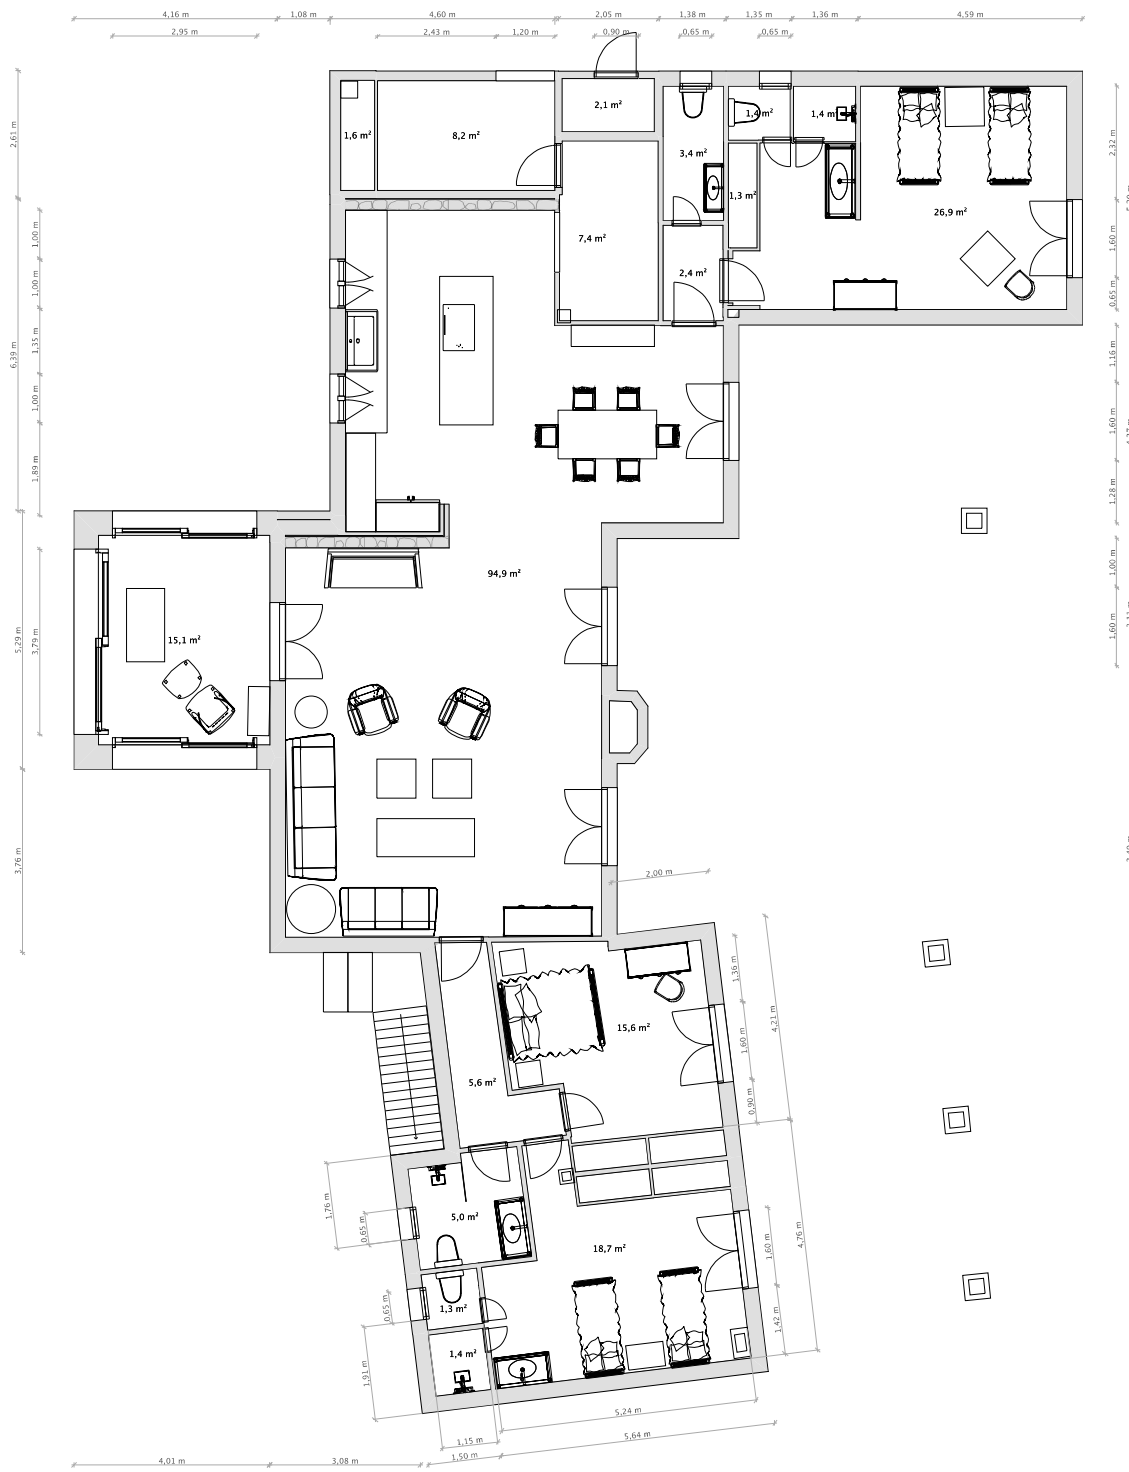 4,16 m
1,08 m
4,60 m
2,05 m
1,38 m
1,35 m
1,36 m
4,59 m
2,95 m
2,43 m
1,20 m
0,90 m
0,65 m
0,65 m
2,61 m
1,6 m²
8,2 m²
2,1 m²
3,4 m²
1,4 m²
1,4 m²
1,3 m²
26,9 m²
2,32 m
1,00 m
7,4 m²
2,4 m²
1,60 m
1,00 m
0,65 m
6,39 m
1,35 m
1,16 m
1,00 m
1,60 m
1,89 m
1,28 m
94,9 m²
1,00 m
5,29 m
3,79 m
15,1 m²
1,60 m
3,76 m
2,00 m
1,36 m
4,21 m
15,6 m²
1,60 m
5,6 m²
0,90 m
1,76 m
0,65 m
5,0 m²
18,7 m²
1,60 m
4,76 m
0,65 m
1,3 m²
1,42 m
1,4 m²
1,91 m
5,24 m
5,64 m
1,15 m
1,50 m
4,01 m
3,08 m